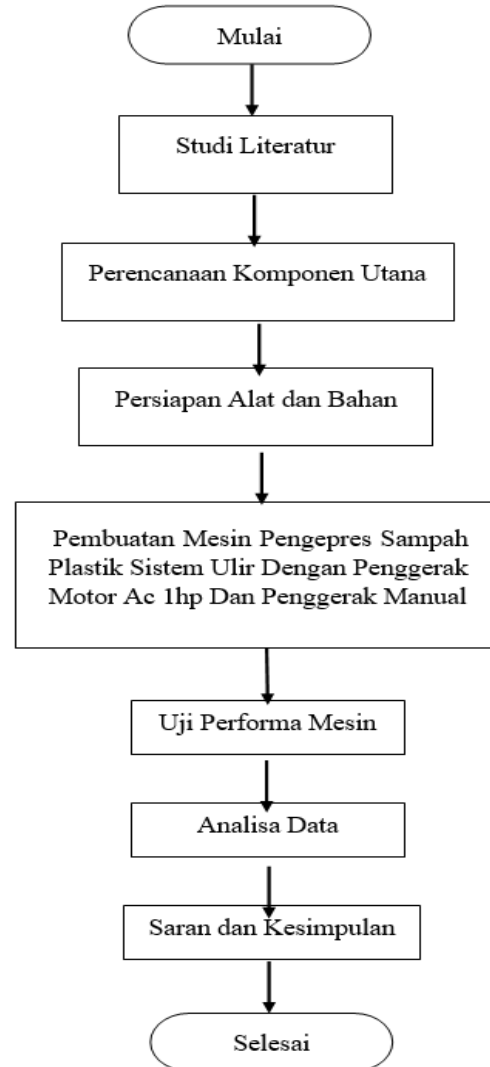 Mulai
Studi Literatur
Perencanaan Komponen Utana
Persiapan Alat dan Bahan
Pembuatan Mesin Pengepres Sampah
Plastik Sistem Ulir Dengan Penggerak
Motor Ac 1hp Dan Penggerak Manual
Uji Performa Mesin
Analisa Data
Saran dan Kesimpulan
Selesai